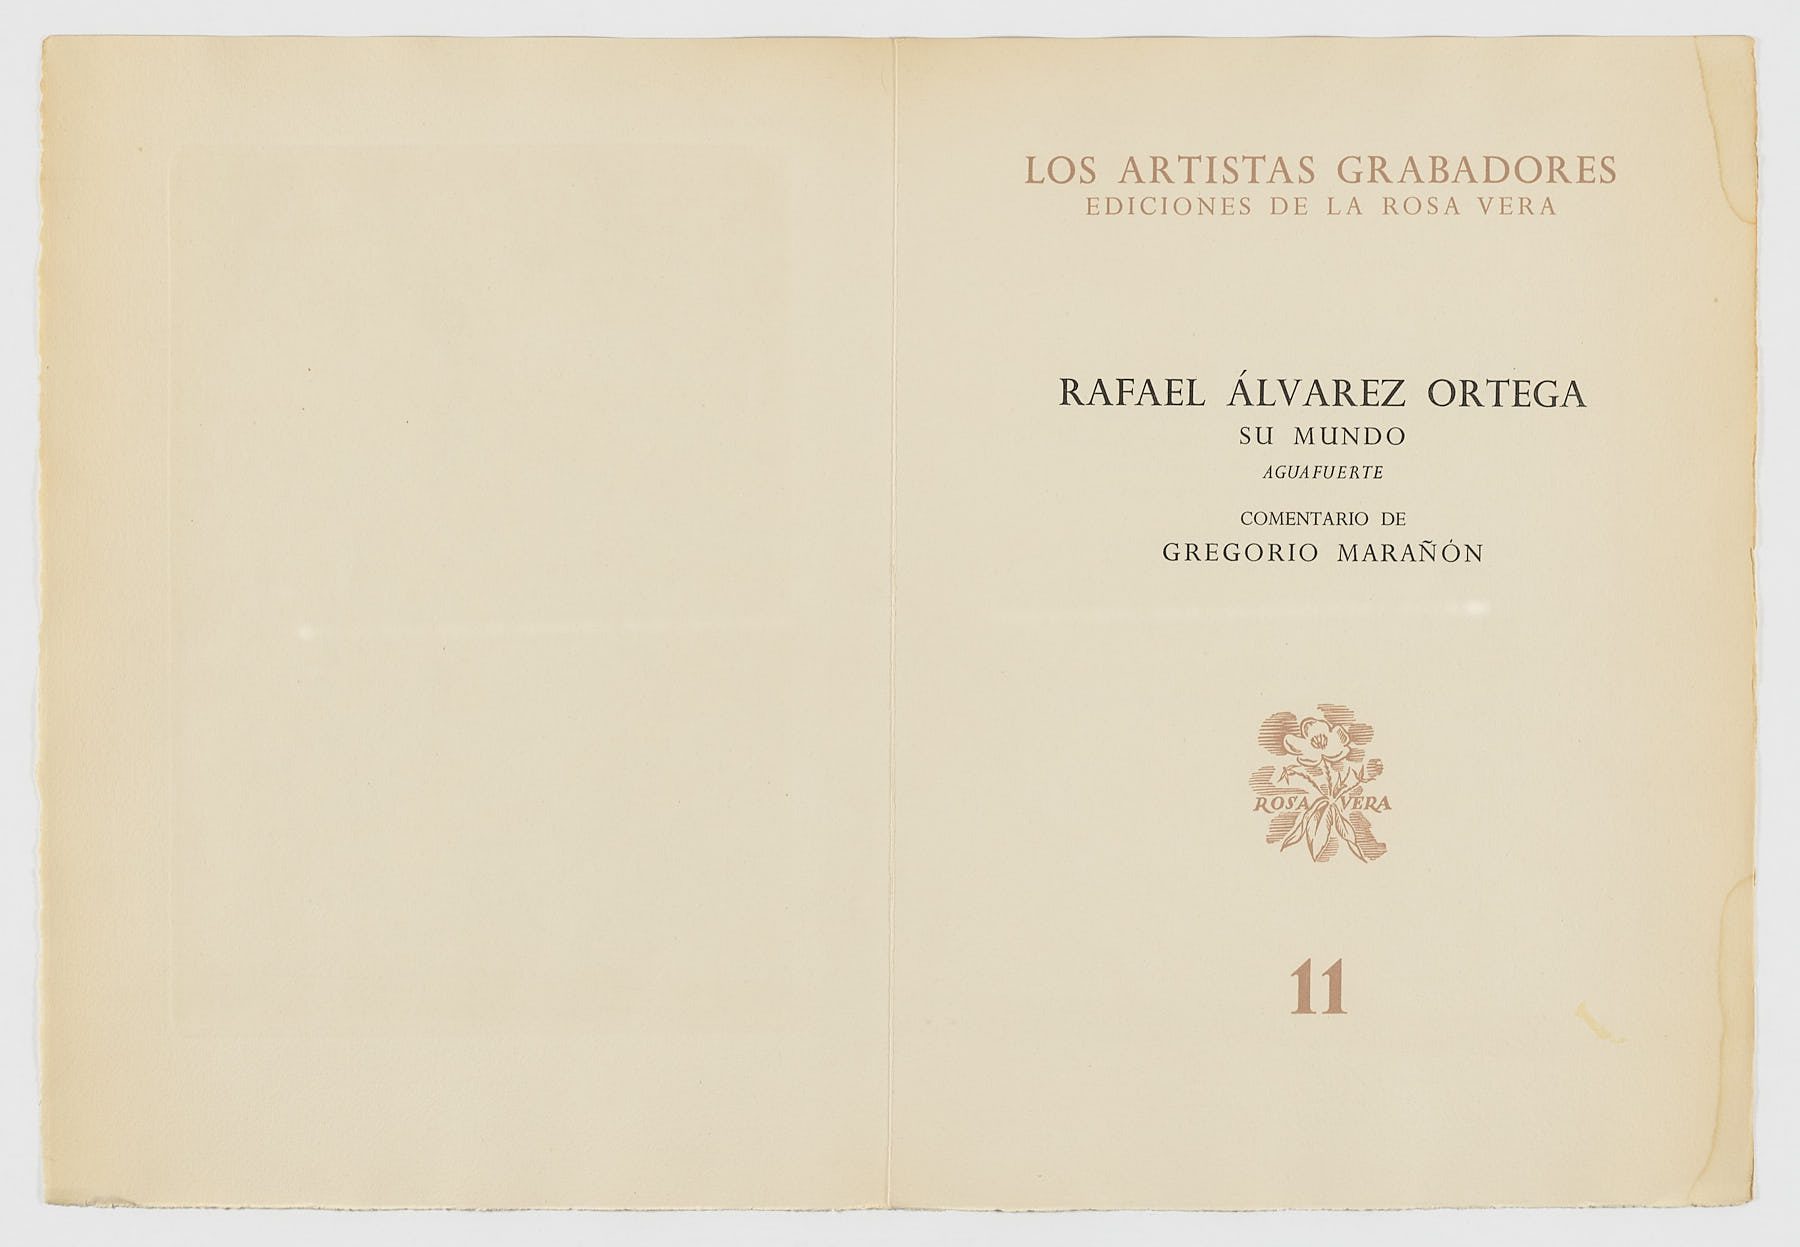 LOS ARTISTAS GRABADORES
EDICIONES DE LA ROSA VERA
RAFAEL ÁLVAREZ ORTEGA
SU MUNDO
AGUAFUERTE
COMENTARIO DE
GREGORIO MARAÑÓN
ROSA VERA
11